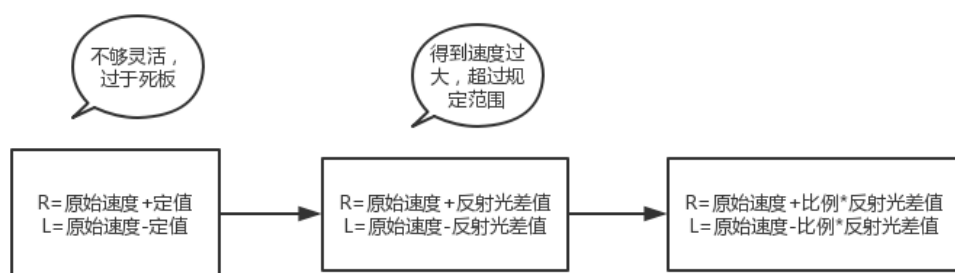 不够灵活，
过于死板
得到速度过
大，超过规
定范围
R=原始速度+定值
L=原始速度-定值
R=原始速度+反射光差值
L=原始速度-反射光差值
R=原始速度+比例*反射光差值
L=原始速度-比例*反射光差值